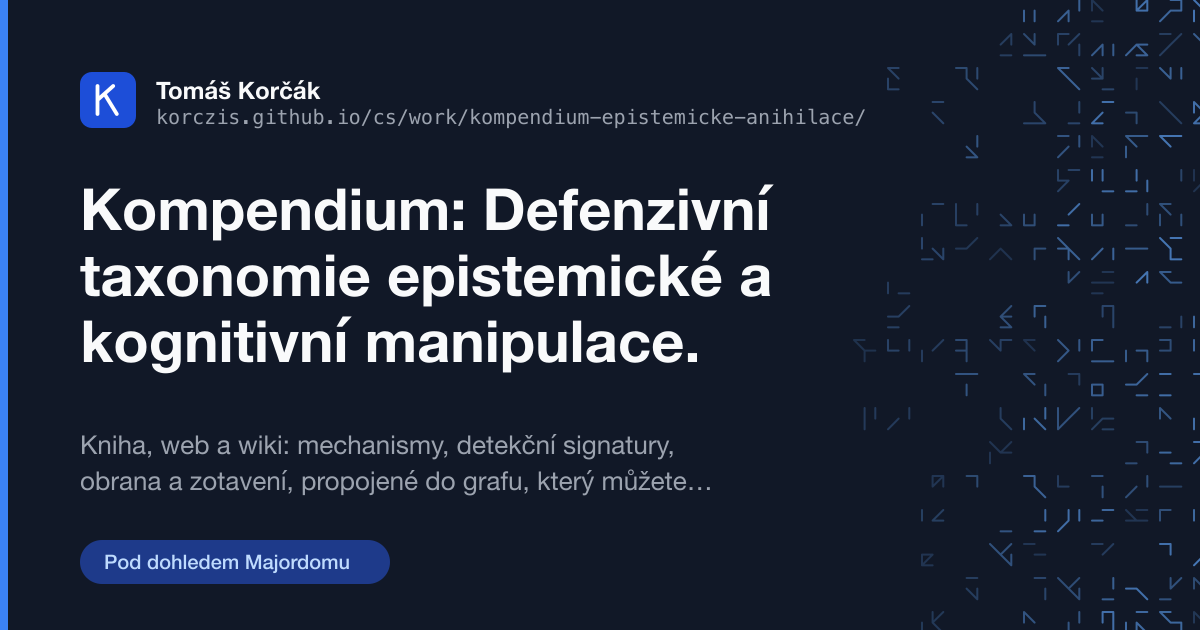 K
Tomáš Korčák
korczis.github.io/cs/work/kompendium-epistemicke-anihilace/
Kompendium: Defenzivní
taxonomie epistemické a
kognitivní manipulace.
Kniha, web a wiki: mechanismy, detekční signatury,
obrana a zotavení, propojené do grafu, který můžete…
Pod dohledem Majordomu